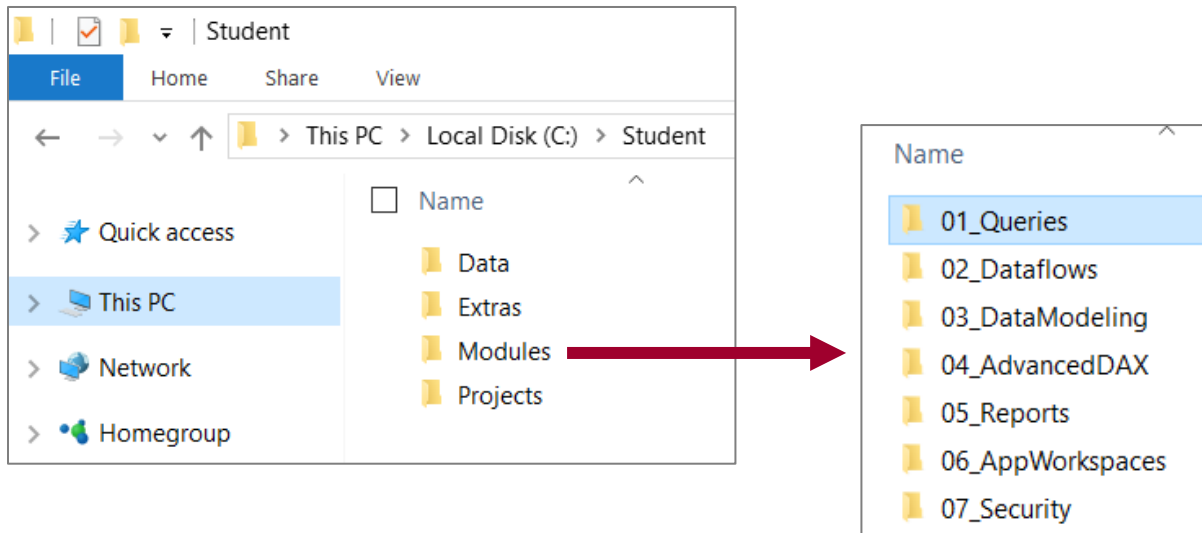 Student
File Home Share View
This PC > Local Disk (C:) > Student
Name
Quick access
Data
This PC
Extras
Modules
Network
Projects
Homegroup
Name
01_Queries
02_Dataflows
03_DataModeling
04_AdvancedDAX
05_Reports
06_AppWorkspaces
07_Security